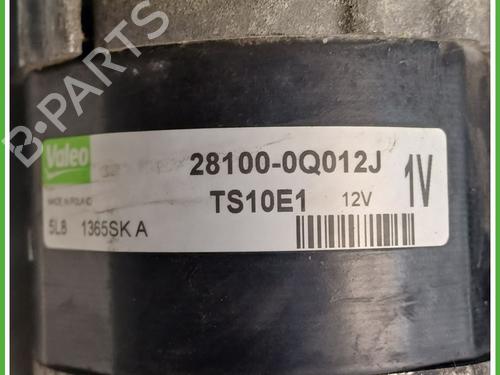 Valeo
28100-0Q012J
MADE IN POLAND
TS10E1 12V
1V
5L8 1365SK A
B-PARTS